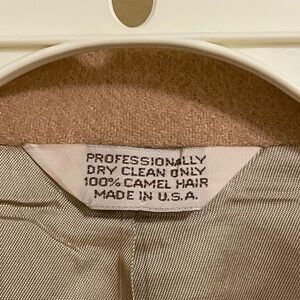 PROFESSIONALLY
DRY CLEAN ONLY
100% CAMEL HAIR
MADE IN U.S.A.